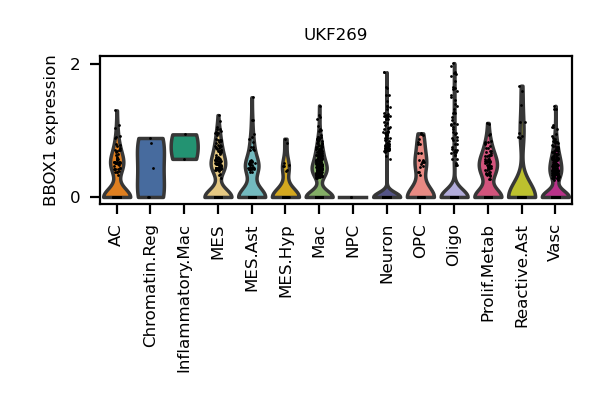 UKF269
BBOX1 expression
2
0
AC
Chromatin.Reg
Inflammatory.Mac
MES
MES.Ast
MES.Hyp
Mac
NPC
Neuron
OPC
Oligo
Prolif.Metab
Reactive.Ast
Vasc